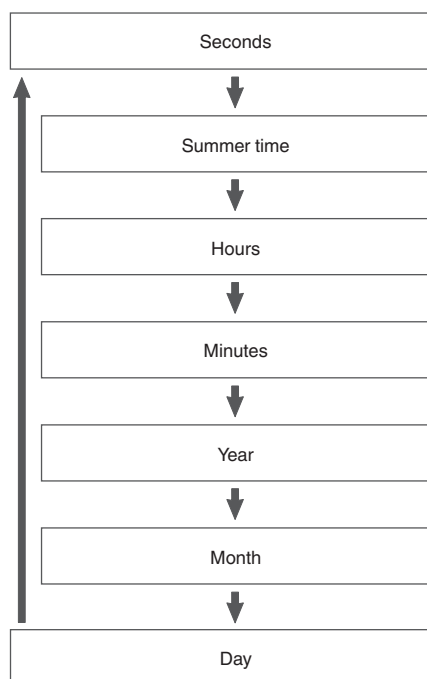 Seconds
Summer time
Hours
Minutes
Year
Month
Day